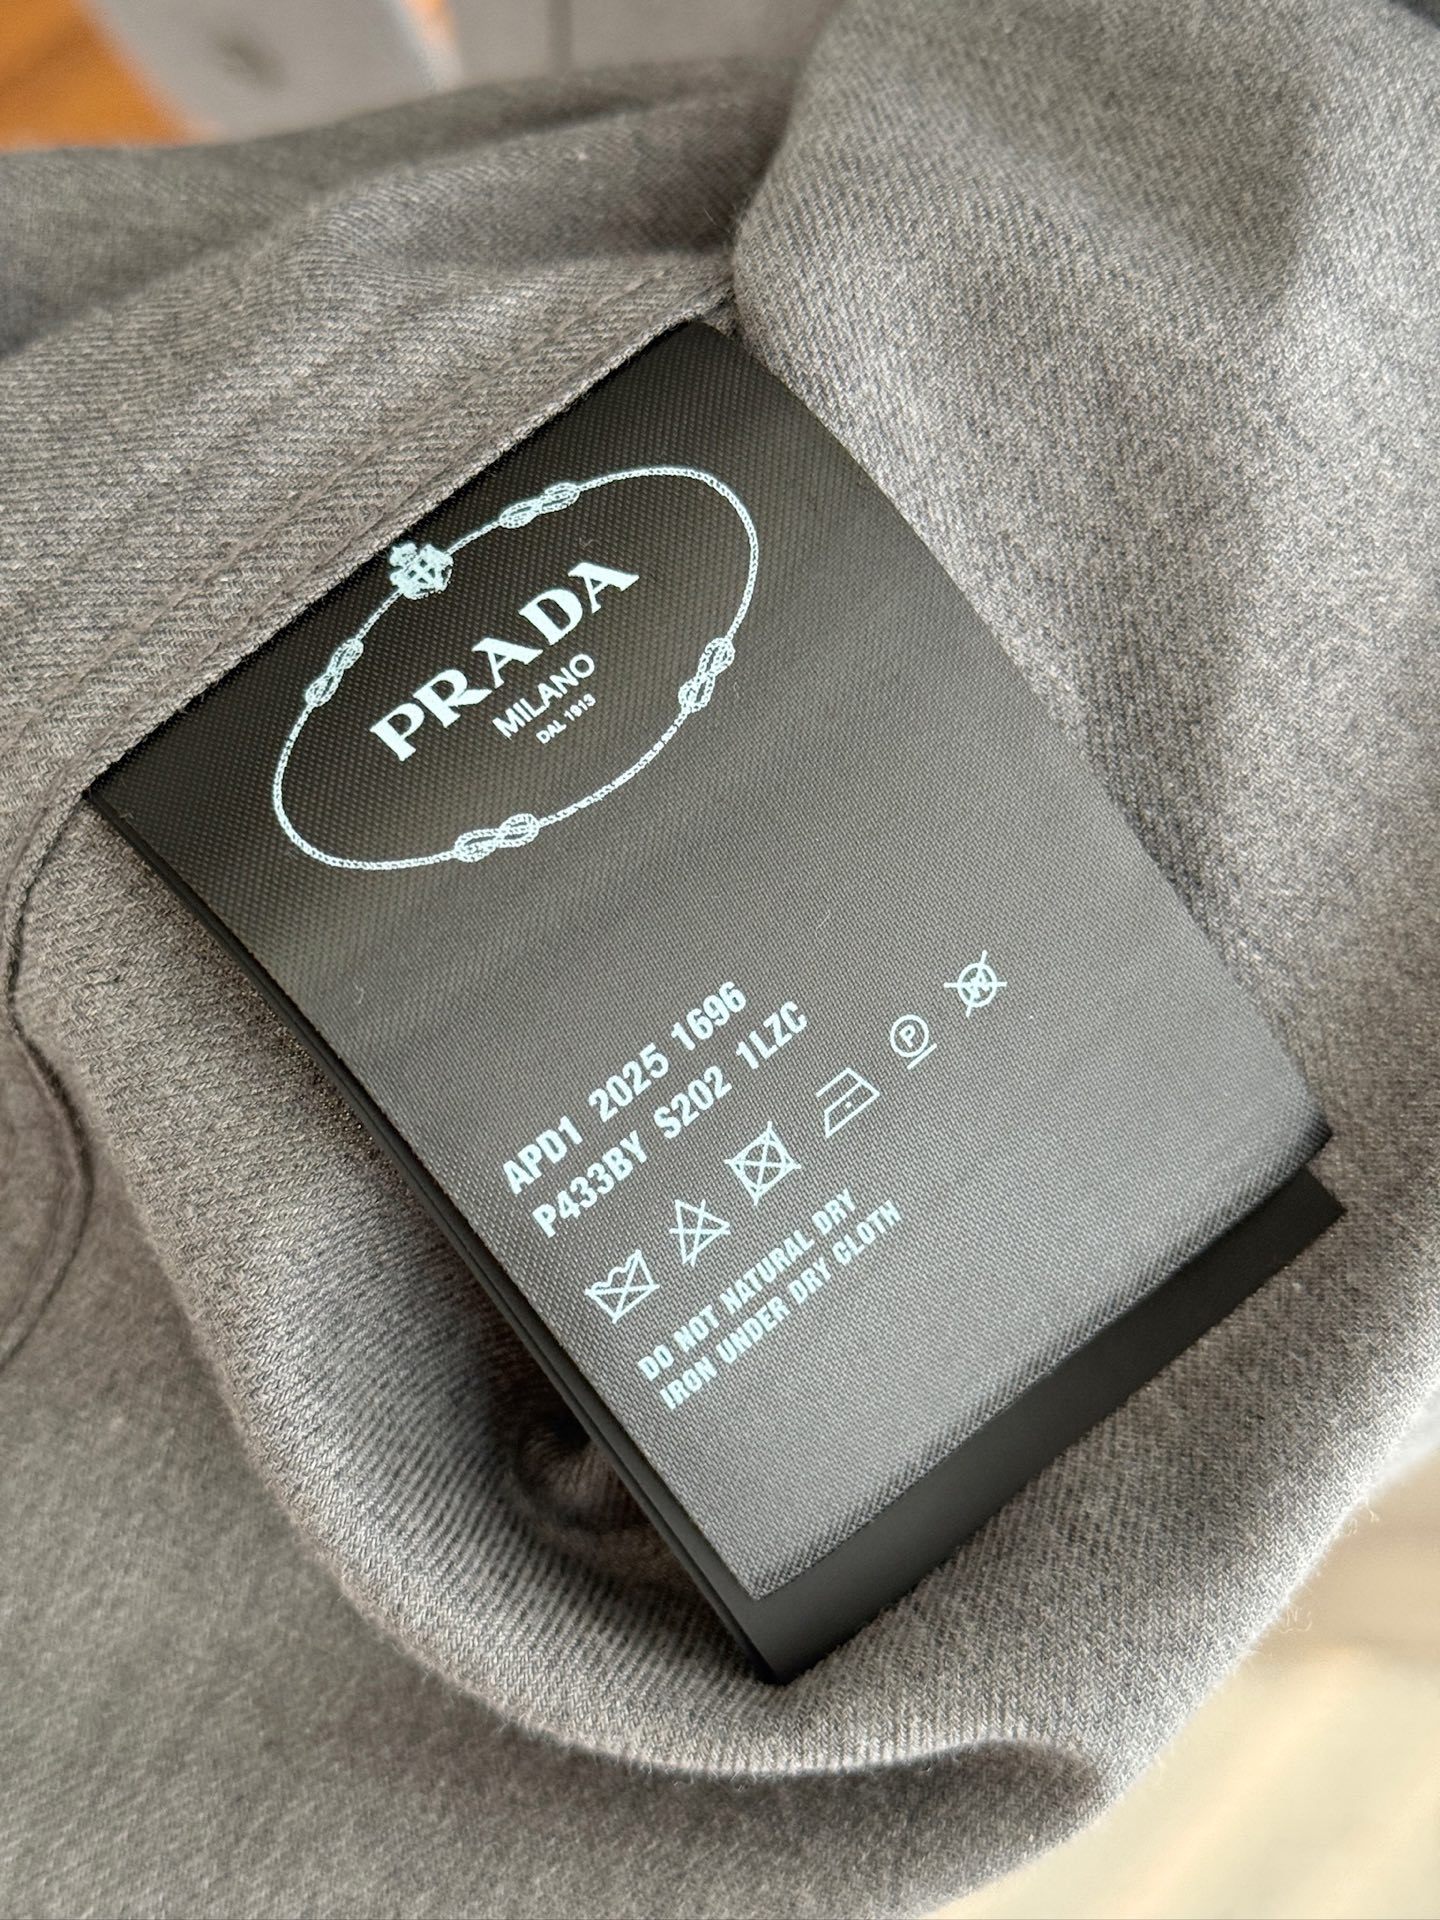 PRADA
MILANO
DAL 1913
APD1 2025 1696
P433BY S202 1LZC
P
W
DO NOT NATURAL DRY
IRON UNDER DRY CLOTH